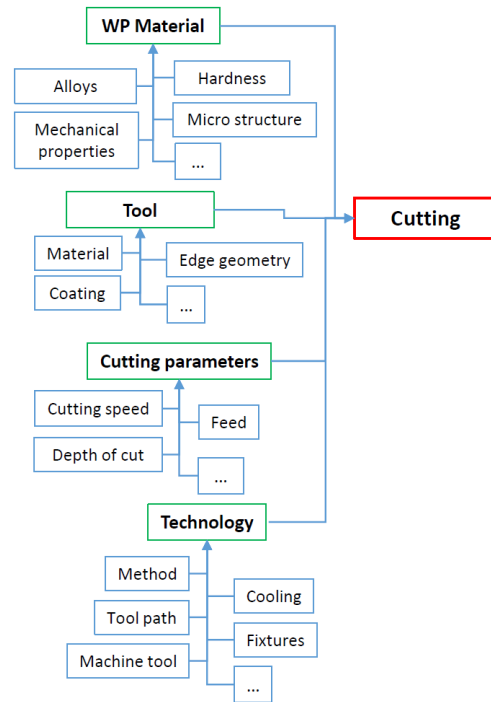 WP Material
Hardness
Alloys
Micro structure
Mechanical
properties
...
Tool
Cutting
Material
Edge geometry
Coating
...
Cutting parameters
Cutting speed
Feed
Depth of cut
...
Technology
Method
Cooling
Tool path
Fixtures
Machine tool
...